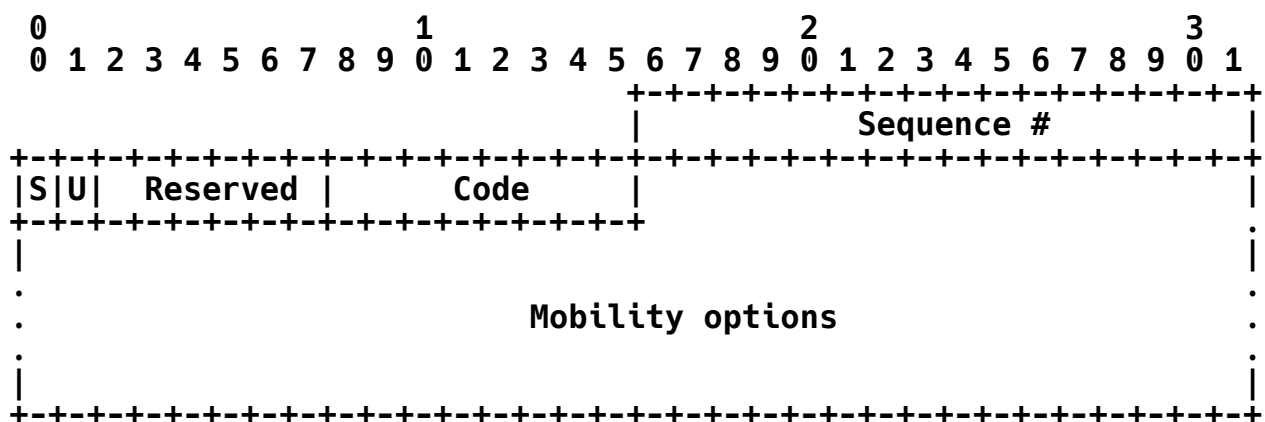 0                   1                   2                   3
 0 1 2 3 4 5 6 7 8 9 0 1 2 3 4 5 6 7 8 9 0 1 2 3 4 5 6 7 8 9 0 1
                                +-+-+-+-+-+-+-+-+-+-+-+-+-+-+-+-+
                                |           Sequence #          |
+-+-+-+-+-+-+-+-+-+-+-+-+-+-+-+-+-+-+-+-+-+-+-+-+-+-+-+-+-+-+-+-+
|S|U|  Reserved |      Code     |                               |
+-+-+-+-+-+-+-+-+-+-+-+-+-+-+-+-+                               .
|                                                               |
.                                                               .
.                          Mobility options                     .
.                                                               .
|                                                               |
+-+-+-+-+-+-+-+-+-+-+-+-+-+-+-+-+-+-+-+-+-+-+-+-+-+-+-+-+-+-+-+-+